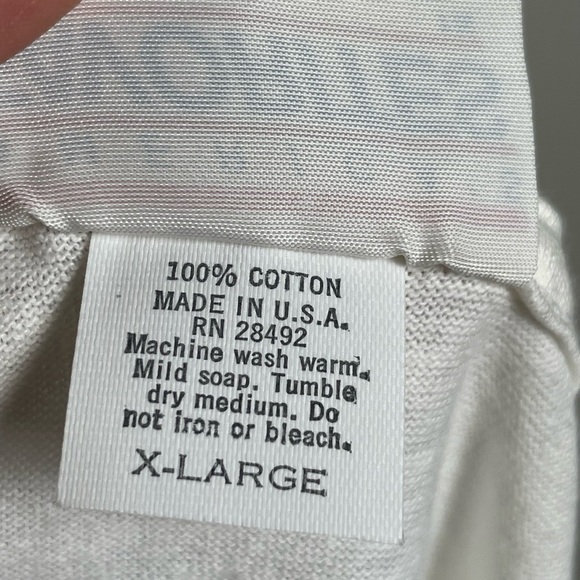 100% COTTON
MADE IN U.S.A.
RN 28492
Machine wash warm.
Mild soap. Tumble
dry medium. Do
not iron or bleach.
X-LARGE